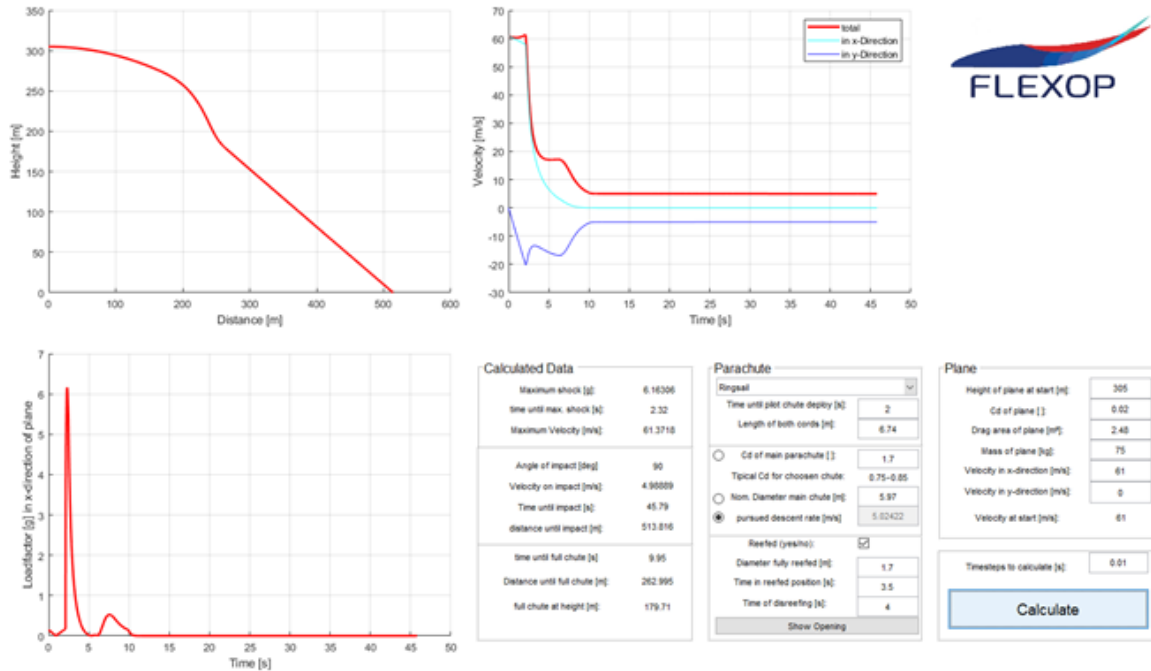 350
300
250
200
150
100
50
0
Height [m]
0 100 200 300 400 500 600
Distance [m]
70
60
50
40
30
20
10
0
-10
-20
-30
Velocity [m/s]
0 5 10 15 20 25 30 35 40 45 50
Time [s]
total
in x-Direction
in y-Direction
FLEXOP
7
6
5
4
3
2
1
0
Loadfactor [g] in x-direction of plane
0 5 10 15 20 25 30 35 40 45 50
Time [s]
Calculated Data
Maximum shock [g]: 6.16306
time until max. shock [s]: 2.32
Maximum Velocity [m/s]: 61.3718
Angle of impact [deg] 90
Velocity on impact [m/s]: 4.98889
Time until impact [s]: 45.79
distance until impact [m]: 513.816
time until full chute [s] 9.95
Distance until full chute [m]: 262.995
full chute at height [m]: 179.71
Parachute
Ringsail
Time until pilot chute deploy [s]: 2
Length of both cords [m]: 6.74
Cd of main parachute [ ]: 1.7
Tipical Cd for choosen chute: 0.75-0.85
Nom. Diameter main chute [m]: 5.97
pursued descent rate [m/s] 5.02422
Reefed (yes/no):
Diameter fully reefed [m]: 1.7
Time in reefed position [s]: 3.5
Time of disreefing [s]: 4
Show Opening
Plane
Height of plane at start [m]: 305
Cd of plane [ ]: 0.02
Drag area of plane [m²]: 2.48
Mass of plane [kg]: 75
Velocity in x-direction [m/s]: 61
Velocity in y-direction [m/s]: 0
Velocity at start [m/s]: 61
Timesteps to calculate [s]: 0.01
Calculate